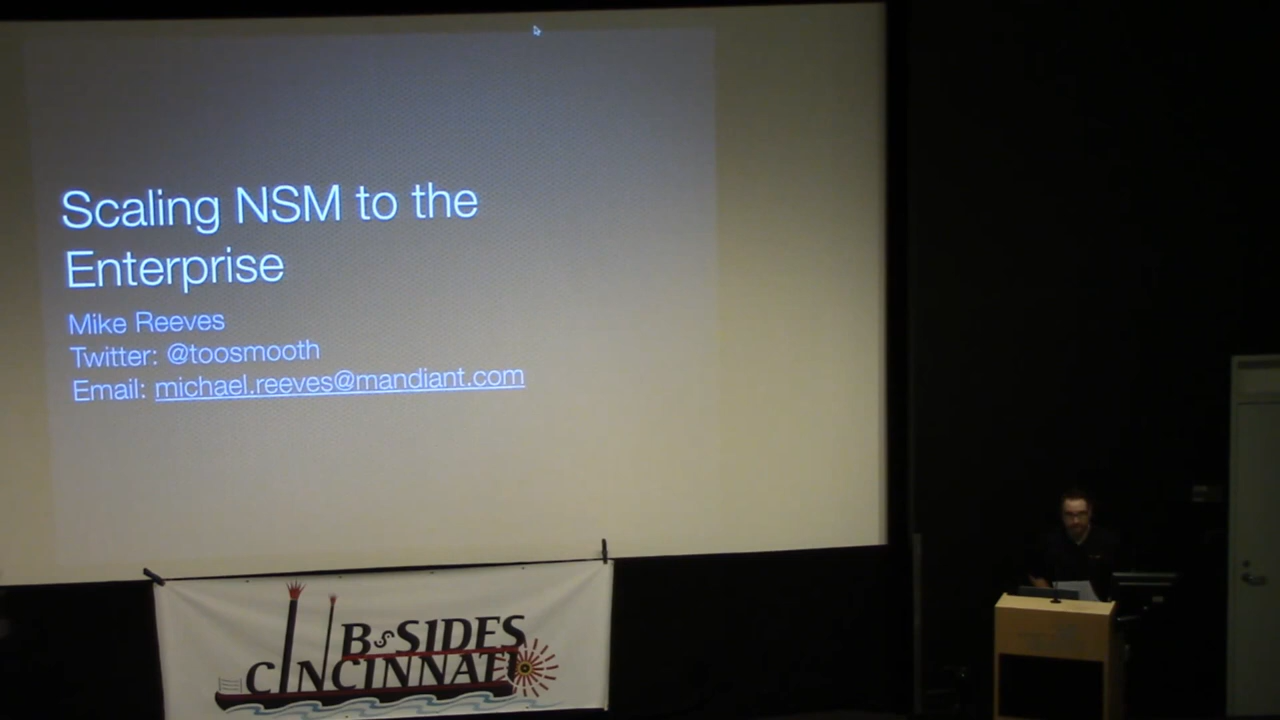 Scaling NSM to the
Enterprise
Mike Reeves
Twitter: @toosmooth
Email: michael.reeves@mandiant.com
BSIDES
CINCINNATI